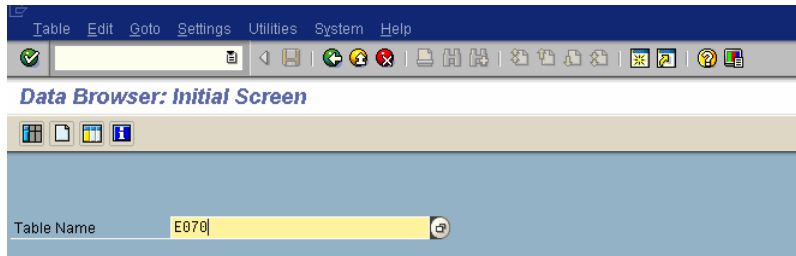 Table Edit Goto Settings Utilities System Help
Data Browser: Initial Screen
Table Name E070